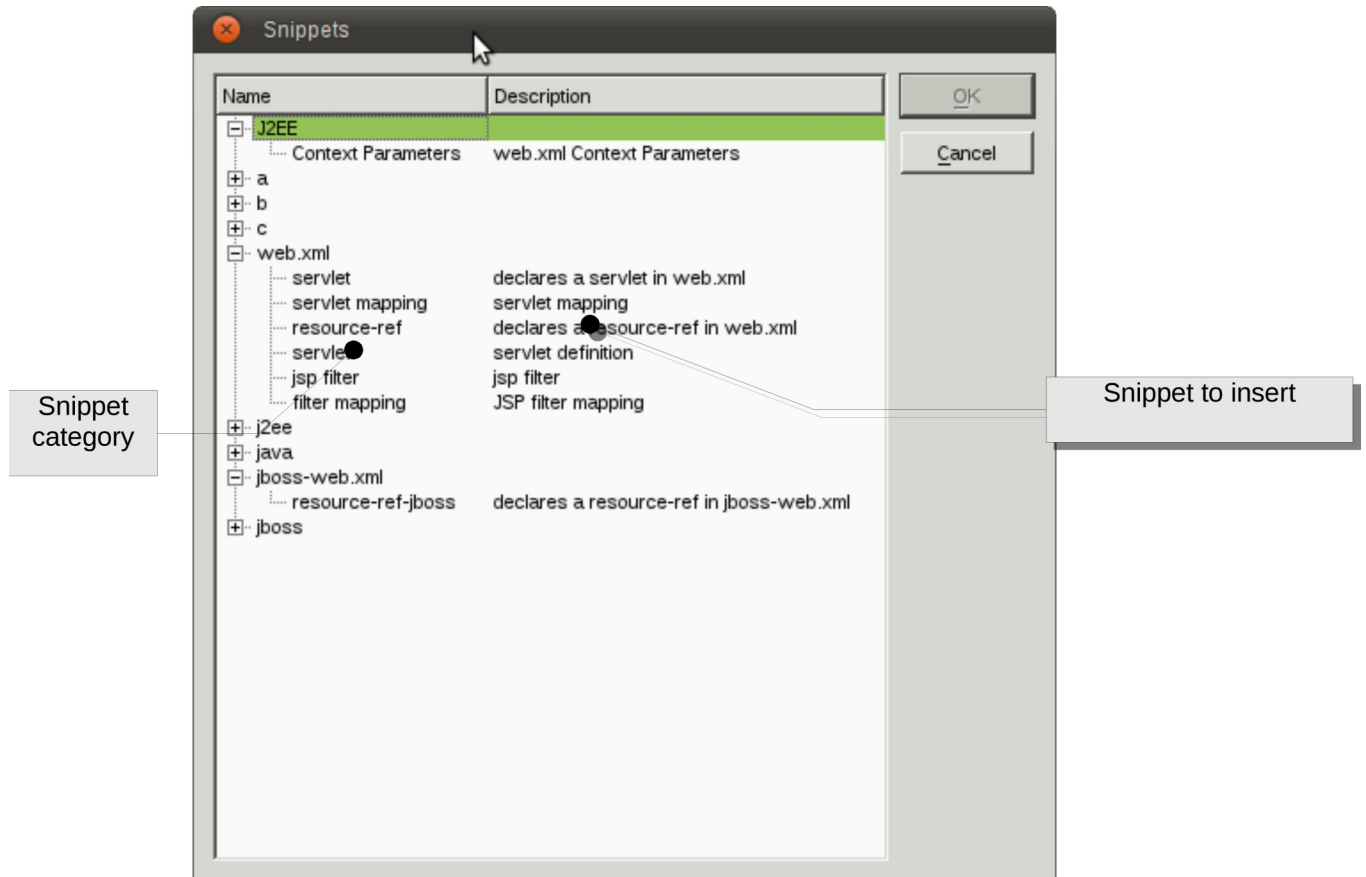 Snippets
Name Description
OK
J2EE
Context Parameters web.xml Context Parameters
Cancel
a
b
c
web.xml
servlet declares a servlet in web.xml
servlet mapping servlet mapping
resource-ref declares a resource-ref in web.xml
servlet servlet definition
jsp filter jsp filter
filter mapping JSP filter mapping
j2ee
java
jboss-web.xml
resource-ref-jboss declares a resource-ref in jboss-web.xml
jboss
Snippet
category
Snippet to insert